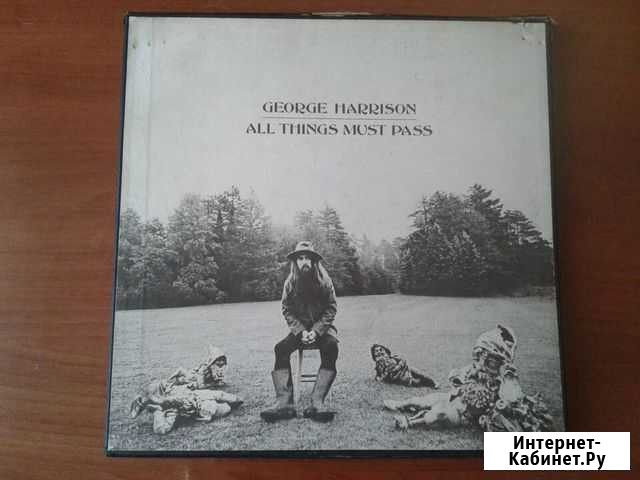 GEORGE HARRISON
ALL THINGS MUST PASS
Интернет-
Кабинет.Ру